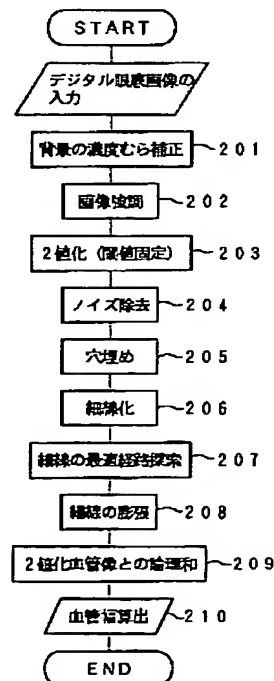 START
デジタル眼底画像の
入力
背景の濃度むら補正 201
画像強調 202
2値化(閾値固定) 203
ノイズ除去 204
穴埋め 205
細線化 206
細線の最適経路探索 207
細線の膨張 208
2値化血管像との論理和 209
血管幅算出 210
END